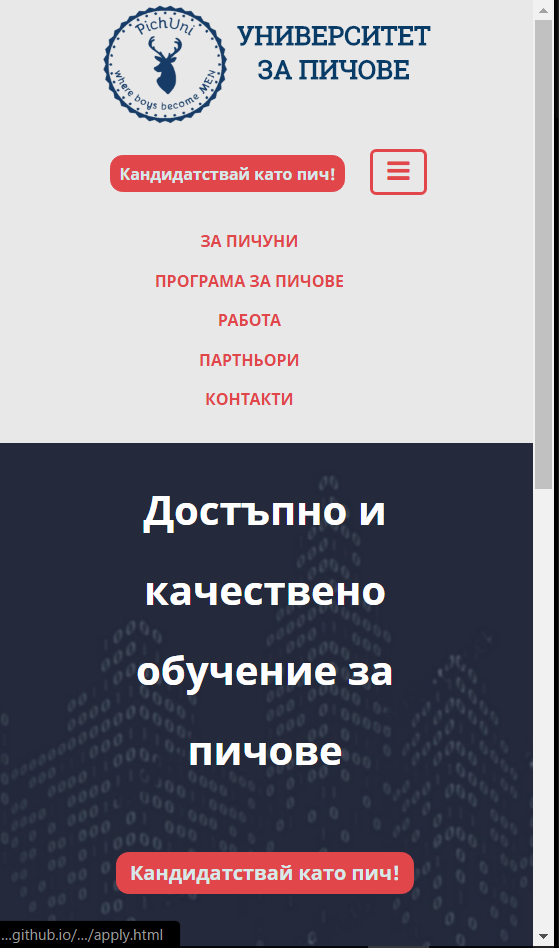 PichUni
where boys become MEN
УНИВЕРСИТЕТ
ЗА ПИЧОВЕ
Кандидатствай като пич!
ЗА ПИЧУНИ
ПРОГРАМА ЗА ПИЧОВЕ
РАБОТА
ПАРТНЬОРИ
КОНТАКТИ
Достъпно и
качествено
обучение за
пичове
Кандидатствай като пич!
...github.io/.../apply.html